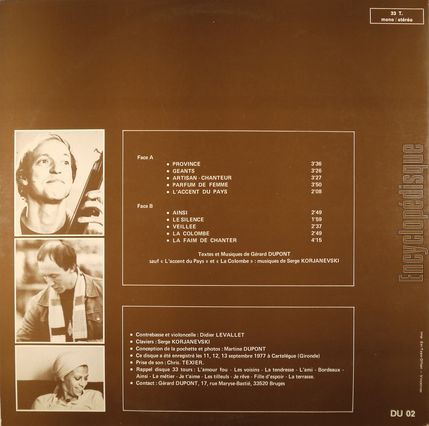 33 T.
mono / stéréo
Face A
PROVINCE 3'36
GEANTS 3'26
ARTISAN - CHANTEUR 3'27
PARFUM DE FEMME 3'50
L'ACCENT DU PAYS 2'08
Face B
AINSI 2'49
LE SILENCE 1'59
VEILLEE 2'37
LA COLOMBE 2'49
LA FAIM DE CHANTER 4'15
Textes et Musiques de Gérard DUPONT
sauf « L'accent du Pays » et « La Colombe » : musiques de Serge KORJANEVSKI
Contrebasse et violoncelle : Didier LEVALLET
Claviers : Serge KORJANEVSKI
Conception de la pochette et photos : Martine DUPONT
Ce disque a été enregistré les 11, 12, 13 septembre 1977 à Cartelègue (Gironde)
Prise de son : Chris. TEXIER.
Rappel disque 33 tours : L'amour fou - Les voisins - La tendresse - L'ami - Bordeaux -
Ainsi - Le métier - Je t'aime - Les tilleuls - Je rêve - Fille d'espoir - La terrasse.
Contact : Gérard DUPONT, 17, rue Maryse-Bastié, 33520 Bruges
DU 02
Encyclopédisque